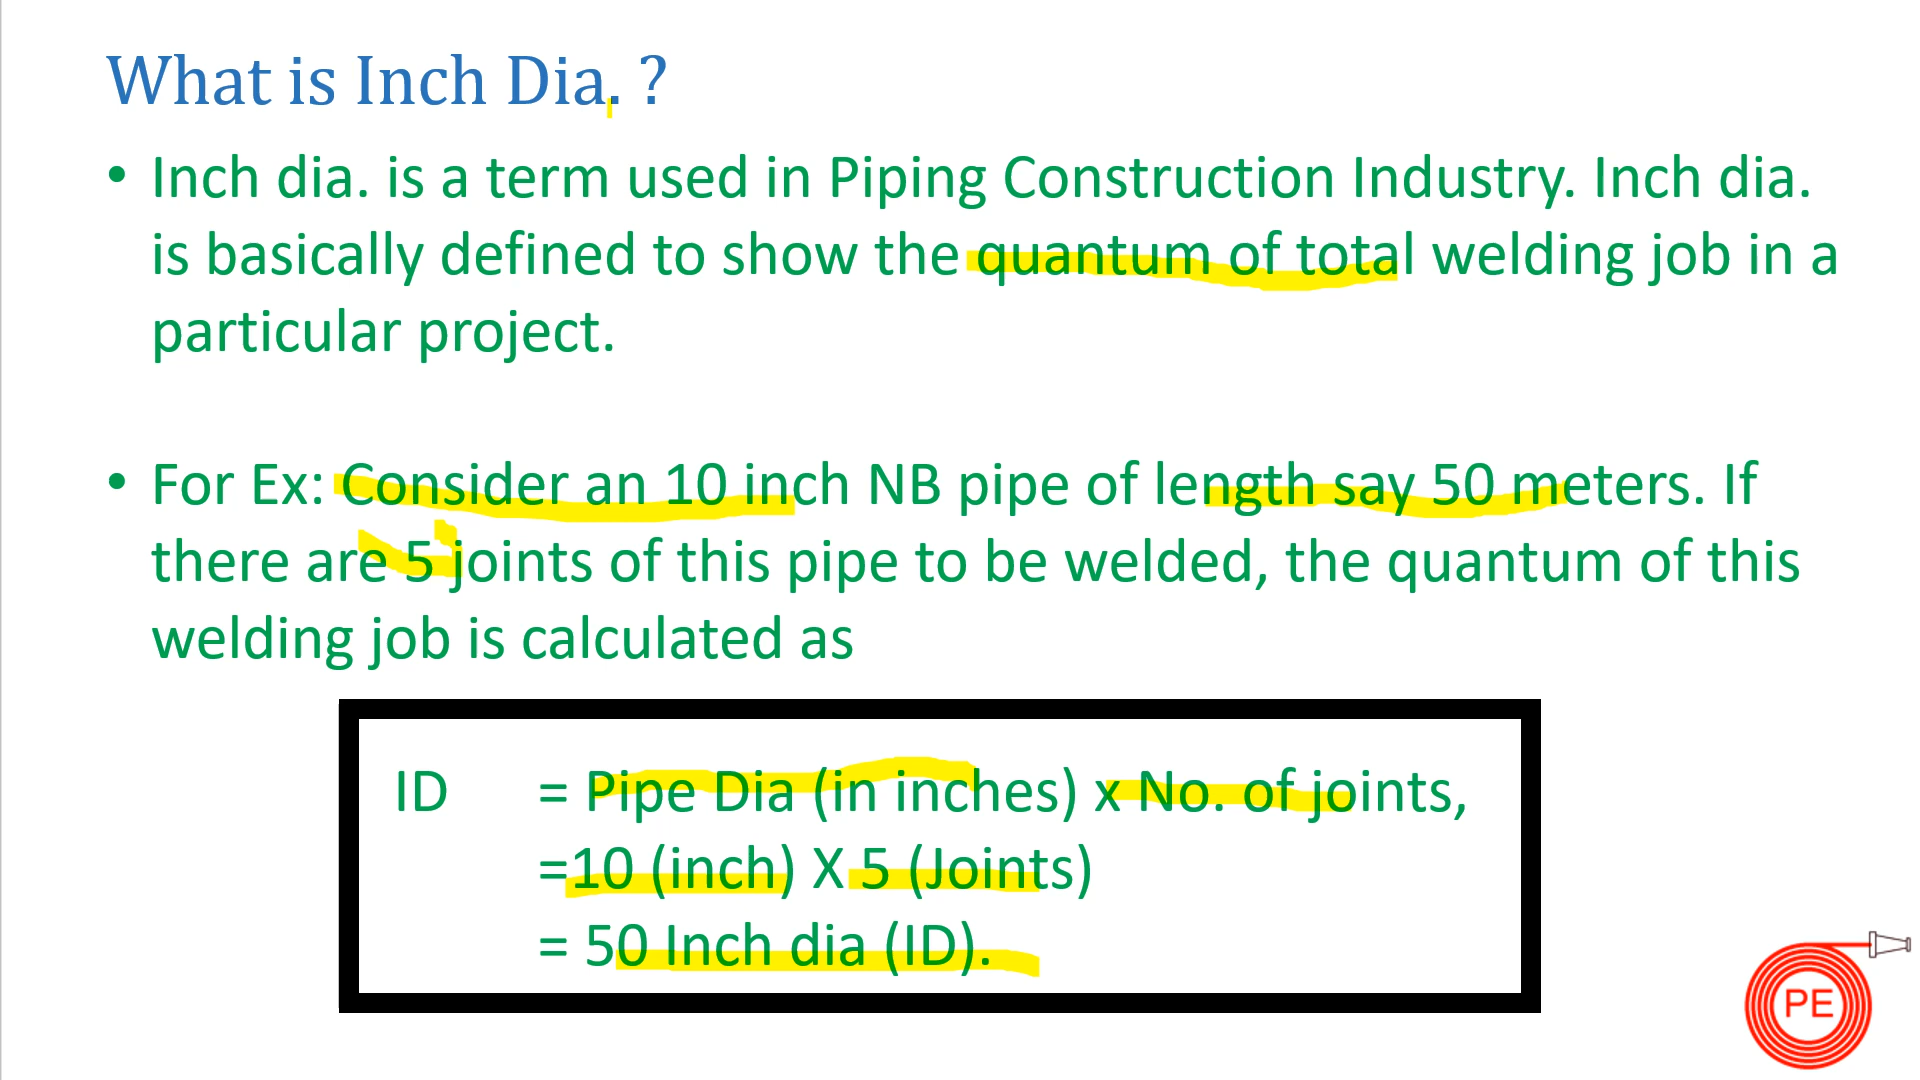 What is Inch Dia. ?
• Inch dia. is a term used in Piping Construction Industry. Inch dia.
is basically defined to show the quantum of total welding job in a
particular project.
• For Ex: Consider an 10 inch NB pipe of length say 50 meters. If
there are 5 joints of this pipe to be welded, the quantum of this
welding job is calculated as
ID = Pipe Dia (in inches) x No. of joints,
=10 (inch) X 5 (Joints)
= 50 Inch dia (ID).
PE